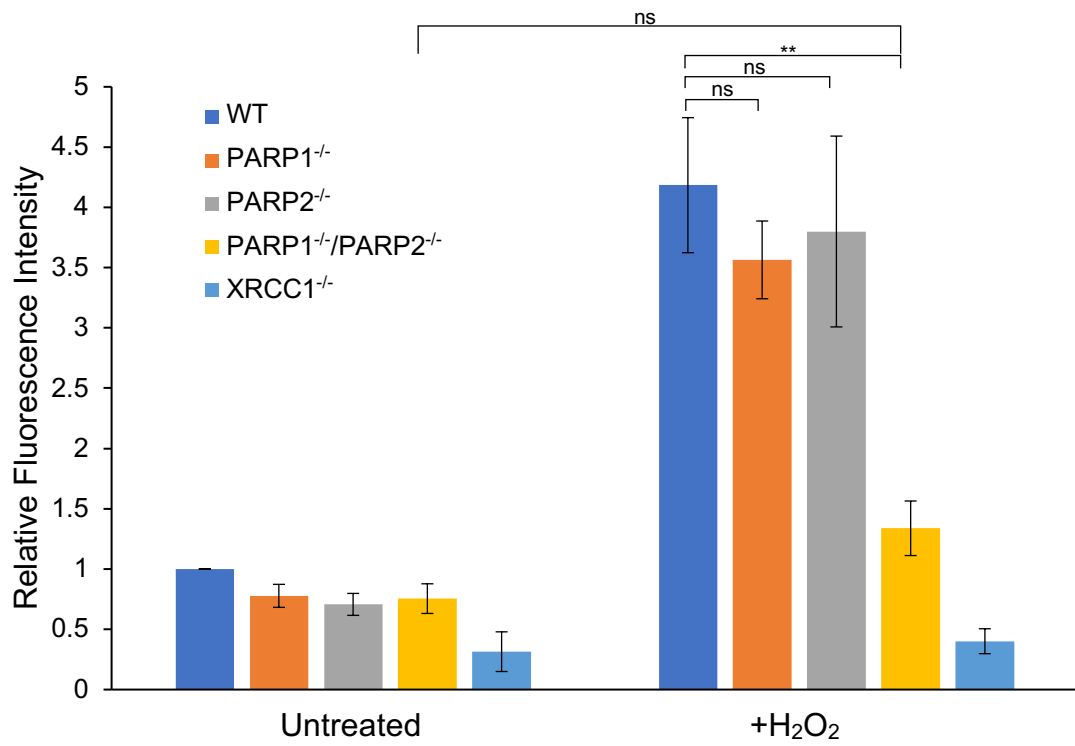 ns
**
ns
ns
WT
PARP1-/-
PARP2-/-
PARP1-/-/PARP2-/-
XRCC1-/-
Relative Fluorescence Intensity
5
4.5
4
3.5
3
2.5
2
1.5
1
0.5
0
Untreated
+H₂O₂